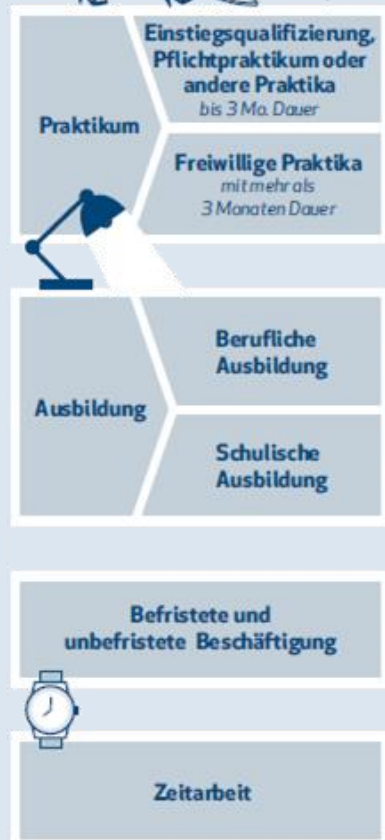 Praktikum
Einstiegsqualifizierung,
Pflichtpraktikum oder
andere Praktika
bis 3 Mo. Dauer
Freiwillige Praktika
mit mehr als
3 Monaten Dauer
Ausbildung
Berufliche
Ausbildung
Schulische
Ausbildung
Befristete und
unbefristete Beschäftigung
Zeitarbeit